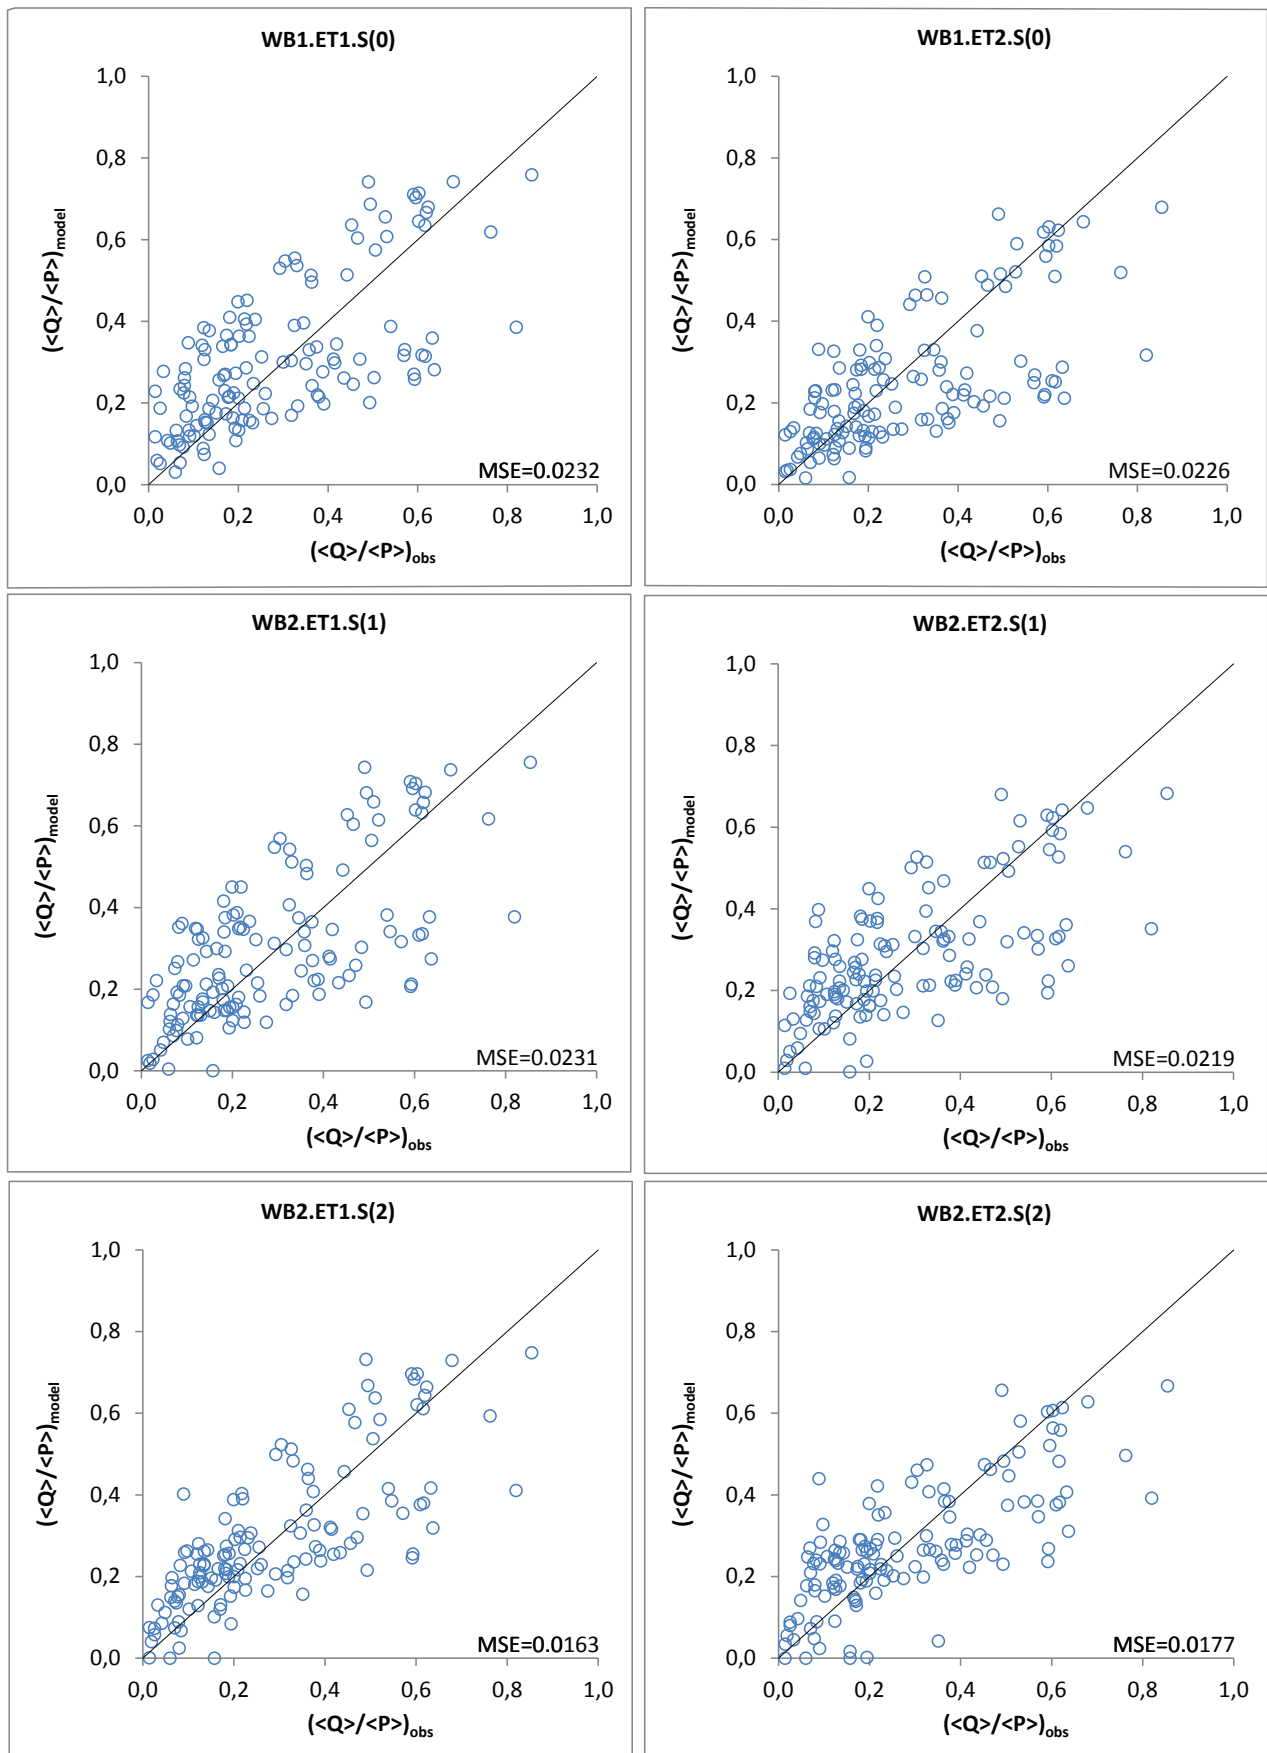 WB1.ET1.S(0)
1,0
0,8
0,6
0,4
0,2
0,0
(<Q>/<P>)model
MSE=0.0232
0,0 0,2 0,4 0,6 0,8 1,0
(<Q>/<P>)obs
WB1.ET2.S(0)
1,0
0,8
0,6
0,4
0,2
0,0
(<Q>/<P>)model
MSE=0.0226
0,0 0,2 0,4 0,6 0,8 1,0
(<Q>/<P>)obs
WB2.ET1.S(1)
1,0
0,8
0,6
0,4
0,2
0,0
(<Q>/<P>)model
MSE=0.0231
0,0 0,2 0,4 0,6 0,8 1,0
(<Q>/<P>)obs
WB2.ET2.S(1)
1,0
0,8
0,6
0,4
0,2
0,0
(<Q>/<P>)model
MSE=0.0219
0,0 0,2 0,4 0,6 0,8 1,0
(<Q>/<P>)obs
WB2.ET1.S(2)
1,0
0,8
0,6
0,4
0,2
0,0
(<Q>/<P>)model
MSE=0.0163
0,0 0,2 0,4 0,6 0,8 1,0
(<Q>/<P>)obs
WB2.ET2.S(2)
1,0
0,8
0,6
0,4
0,2
0,0
(<Q>/<P>)model
MSE=0.0177
0,0 0,2 0,4 0,6 0,8 1,0
(<Q>/<P>)obs